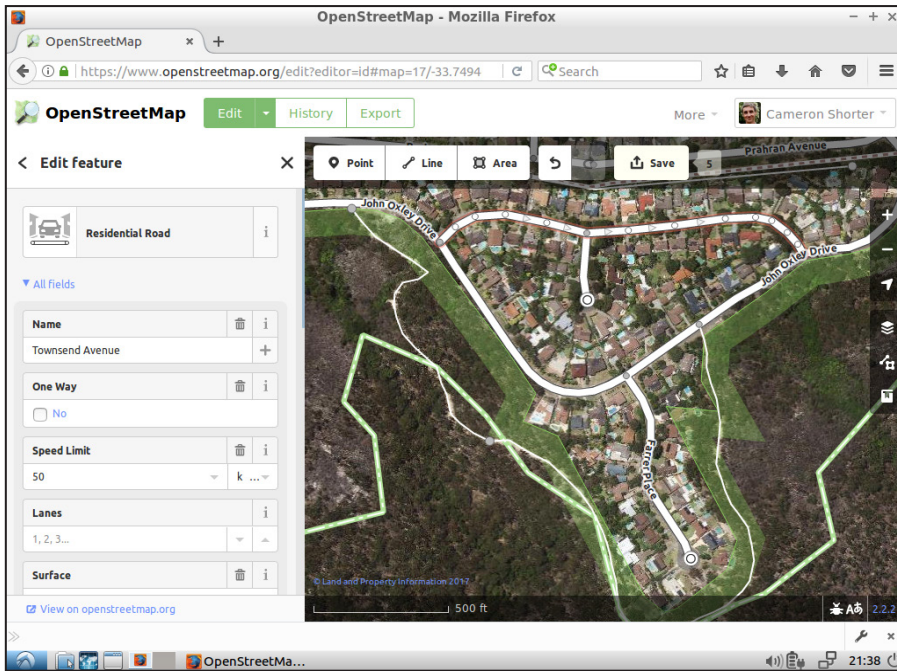 OpenStreetMap - Mozilla Firefox
OpenStreetMap
https://www.openstreetmap.org/edit?editor=id#map=17/-33.7494
Search
OpenStreetMap
Edit
History
Export
More
Cameron Shorter
Edit feature
Point
Line
Area
Save
5
Prahran Avenue
Residential Road
i
All fields
Name
i
Townsend Avenue
One Way
i
No
Speed Limit
i
50
k ...
Lanes
i
1, 2, 3...
Surface
i
View on openstreetmap.org
John Oxley Drive
John Oxley Drive
Farrer Place
© Land and Property Information 2017
500 ft
2.2.2
OpenStreetMa...
21:38